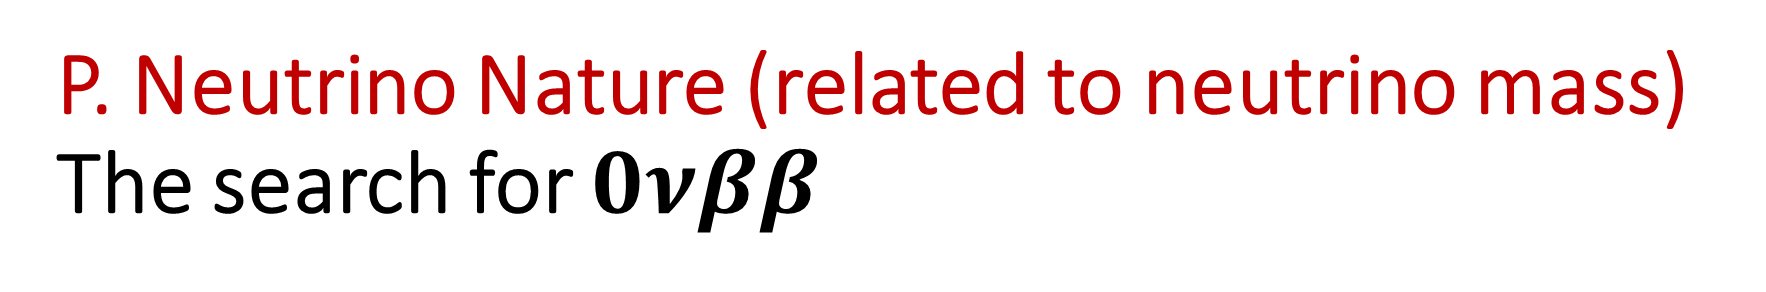 P. Neutrino Nature (related to neutrino mass)
The search for 0νββ